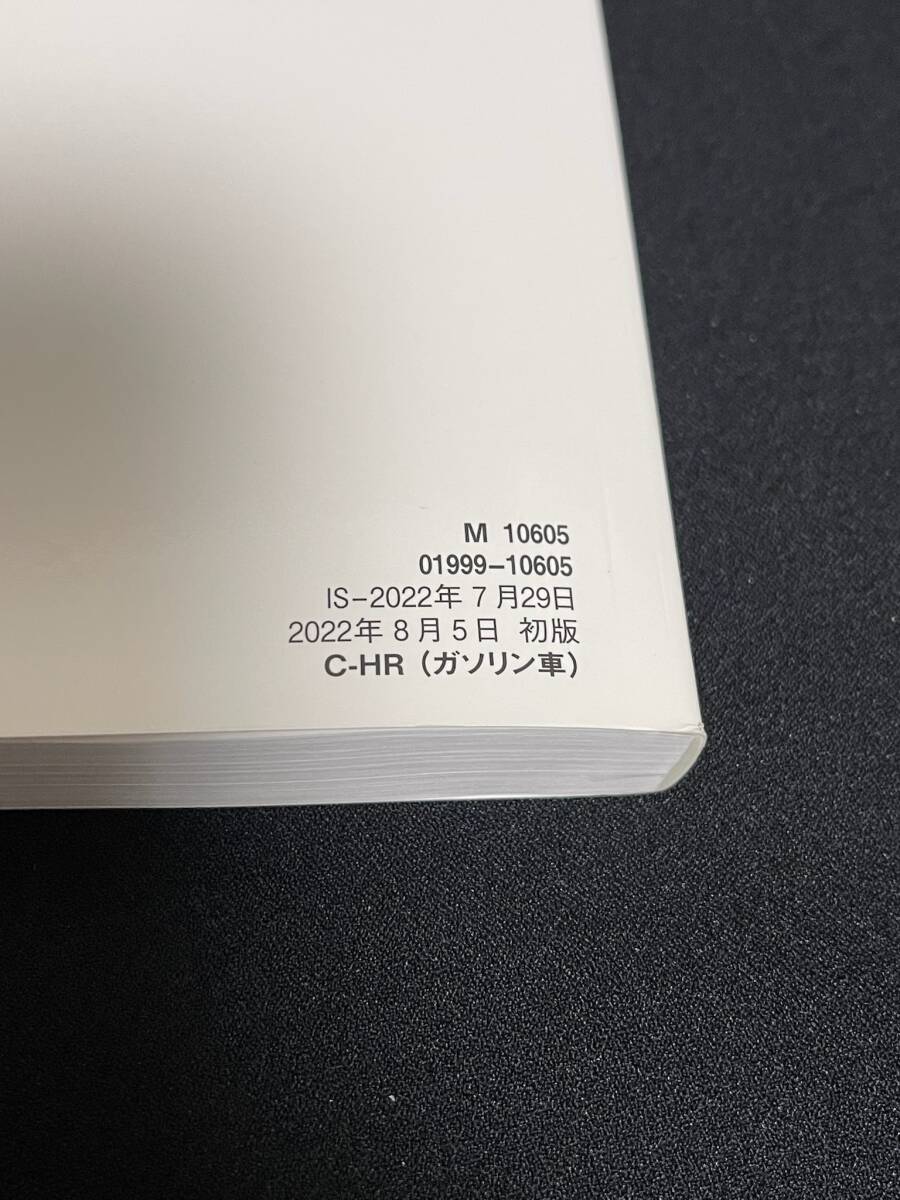 M 10605
01999-10605
IS-2022年7月29日
2022年8月5日 初版
C-HR（ガソリン車）